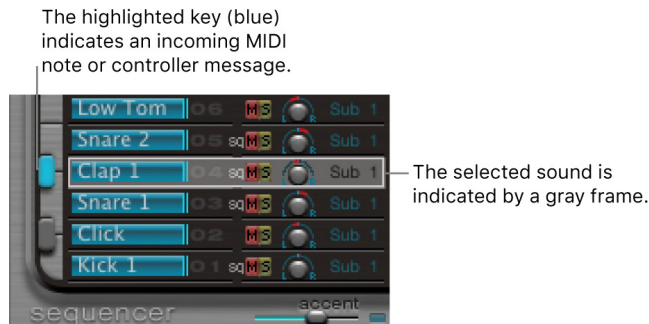 The highlighted key (blue)
indicates an incoming MIDI
note or controller message.
Low Tom 06 M S L R Sub 1
Snare 2 05 sq M S L R Sub 1
Clap 1 04 sq M S L R Sub 1
Snare 1 03 sq M S L R Sub 1
Click 02 M S L R Sub 1
Kick 1 01 sq M S L R Sub 1
The selected sound is
indicated by a gray frame.
accent
sequencer